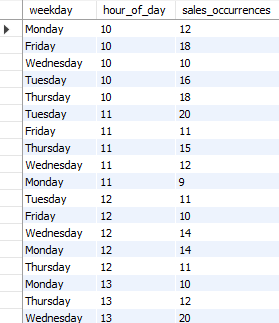 weekday hour_of_day sales_occurrences
Monday 10 12
Friday 10 18
Wednesday 10 10
Tuesday 10 16
Thursday 10 18
Tuesday 11 20
Friday 11 11
Thursday 11 15
Wednesday 11 12
Monday 11 9
Tuesday 12 11
Friday 12 10
Wednesday 12 14
Monday 12 14
Thursday 12 11
Monday 13 10
Thursday 13 12
Wednesday 13 20